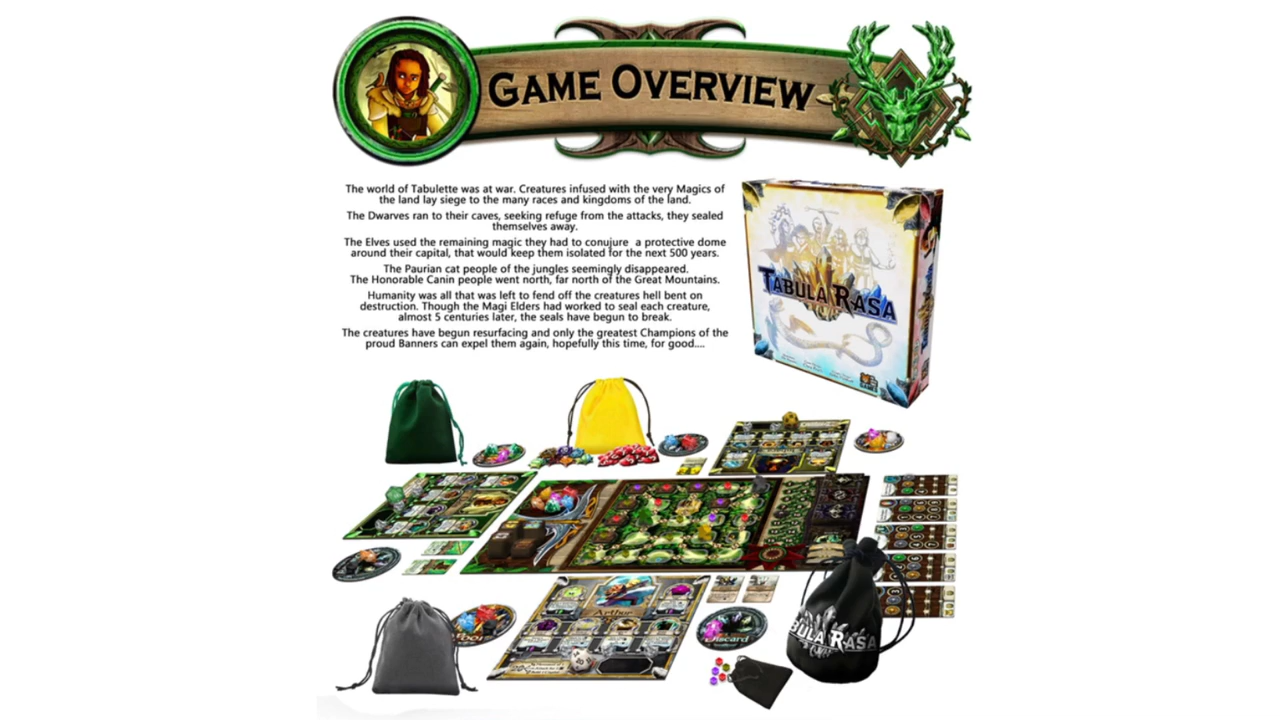 GAME OVERVIEW
The world of Tabulette was at war. Creatures infused with the very Magics of
the land lay siege to the many races and kingdoms of the land.
The Dwarves ran to their caves, seeking refuge from the attacks, they sealed
themselves away.
The Elves used the remaining magic they had to conujure a protective dome
around their capital, that would keep them isolated for the next 500 years.
The Paurian cat people of the jungles seemingly disappeared.
The Honorable Canin people went north, far north of the Great Mountains.
Humanity was all that was left to fend off the creatures hell bent on
destruction. Though the Magi Elders had worked to seal each creature,
almost 5 centuries later, the seals have begun to break.
The creatures have begun resurfacing and only the greatest Champions of the
proud Banners can expel them again, hopefully this time, for good....
TABULA RASA
Arthur
Discard
BULA RASA